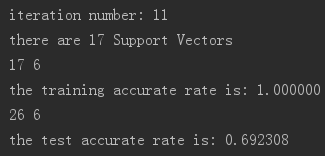 iteration number: 11
there are 17 Support Vectors
17 6
the training accurate rate is: 1.000000
26 6
the test accurate rate is: 0.692308